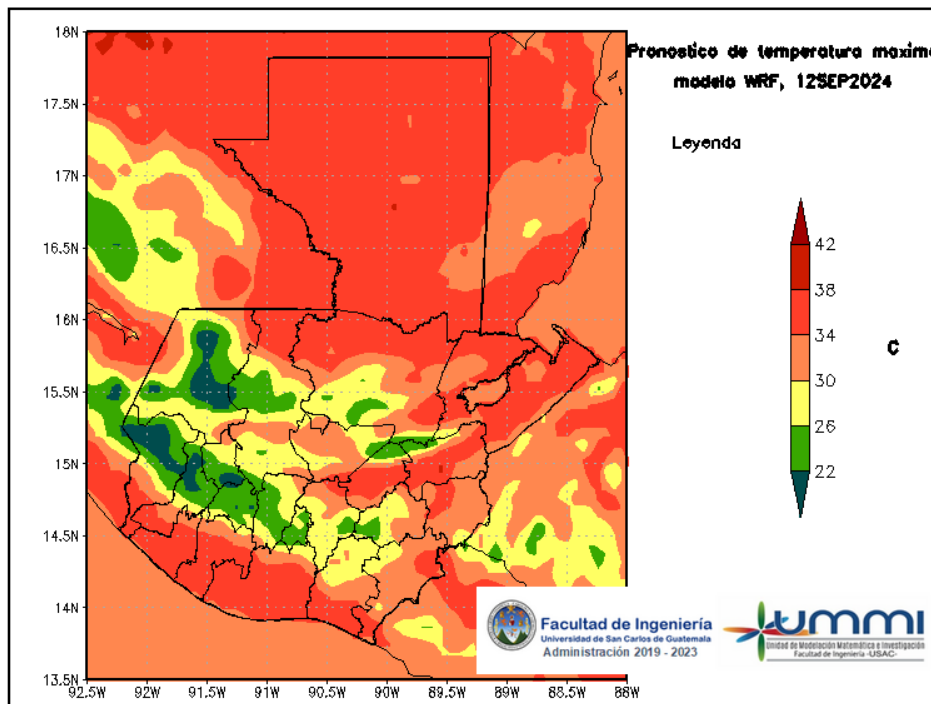 Pronostico de temperatura maxima
modelo WRF, 12SEP2024
Leyenda
18N
17.5N
17N
16.5N
16N
15.5N
15N
14.5N
14N
13.5N
92.5W 92W 91.5W 91W 90.5W 90W 89.5W 89W 88.5W 88W
42
38
34
30
26
22
C
Facultad de Ingeniería
Universidad de San Carlos de Guatemala
Administración 2019 - 2023
UMMI
Unidad de Modelación Matemática e Investigación
Facultad de Ingeniería -USAC-